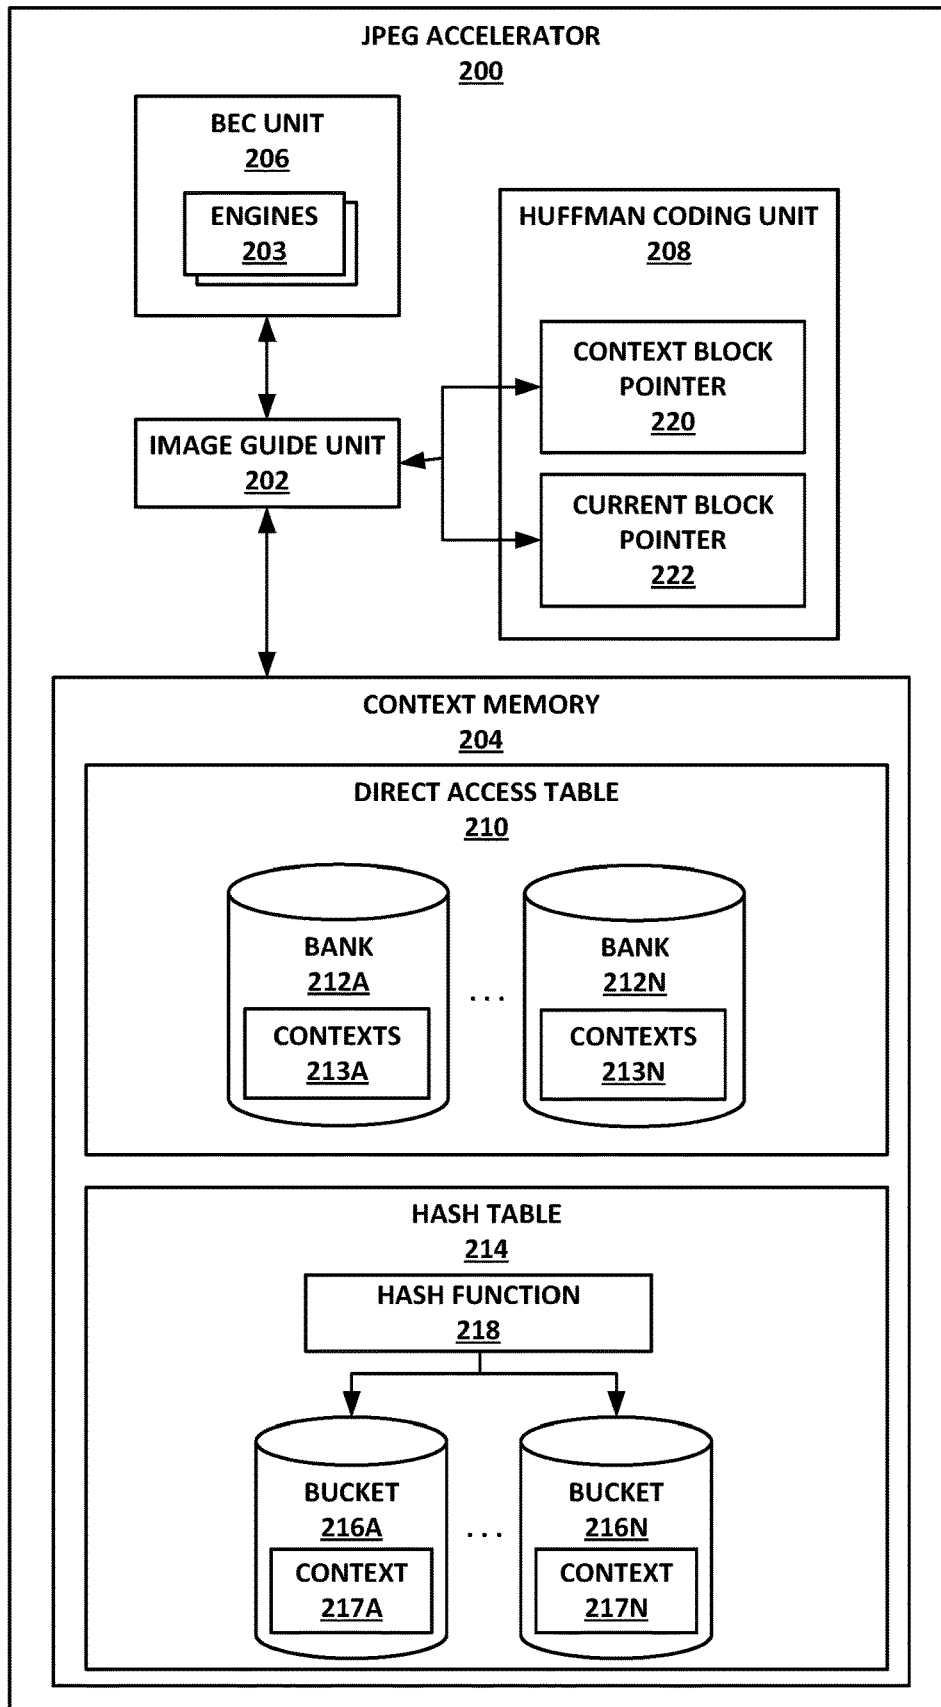 JPEG ACCELERATOR
200
BEC UNIT
206
ENGINES
203
HUFFMAN CODING UNIT
208
CONTEXT BLOCK
POINTER
220
IMAGE GUIDE UNIT
202
CURRENT BLOCK
POINTER
222
CONTEXT MEMORY
204
DIRECT ACCESS TABLE
210
BANK
212A
CONTEXTS
213A
. . .
BANK
212N
CONTEXTS
213N
HASH TABLE
214
HASH FUNCTION
218
BUCKET
216A
CONTEXT
217A
. . .
BUCKET
216N
CONTEXT
217N